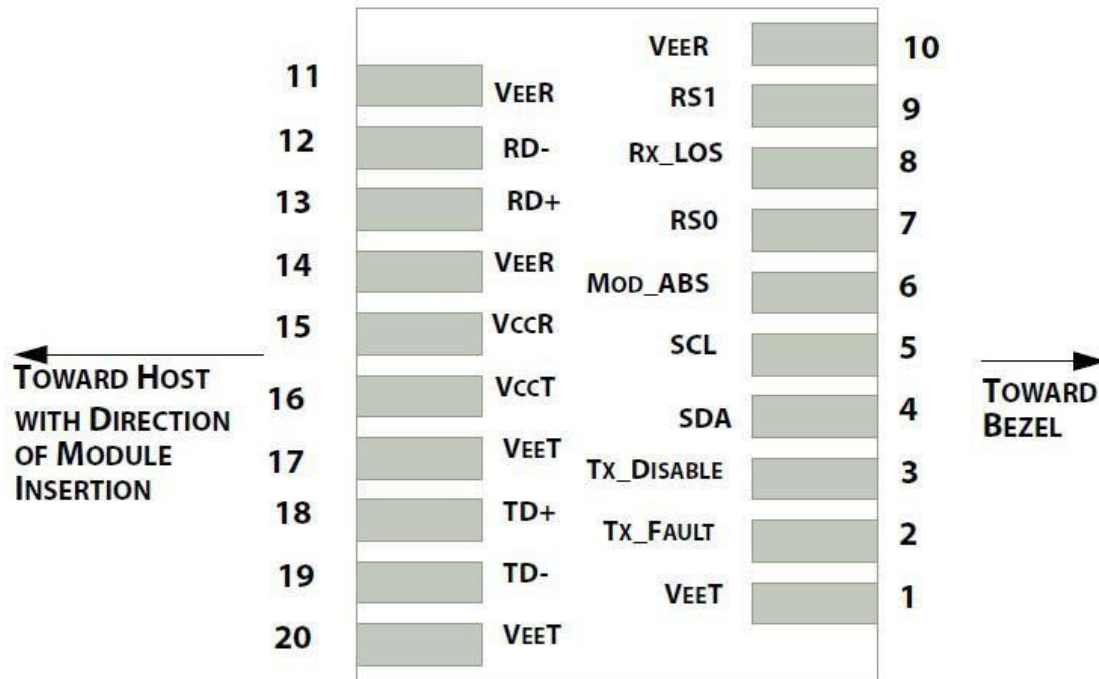 11 VEER
12 RD-
13 RD+
14 VEER
15 VCCR
16 VCCT
17 VEET
18 TD+
19 TD-
20 VEET
VEER 10
RS1 9
RX_LOS 8
RS0 7
MOD_ABS 6
SCL 5
SDA 4
TX_DISABLE 3
TX_FAULT 2
VEET 1
TOWARD HOST
WITH DIRECTION
OF MODULE
INSERTION
TOWARD
BEZEL